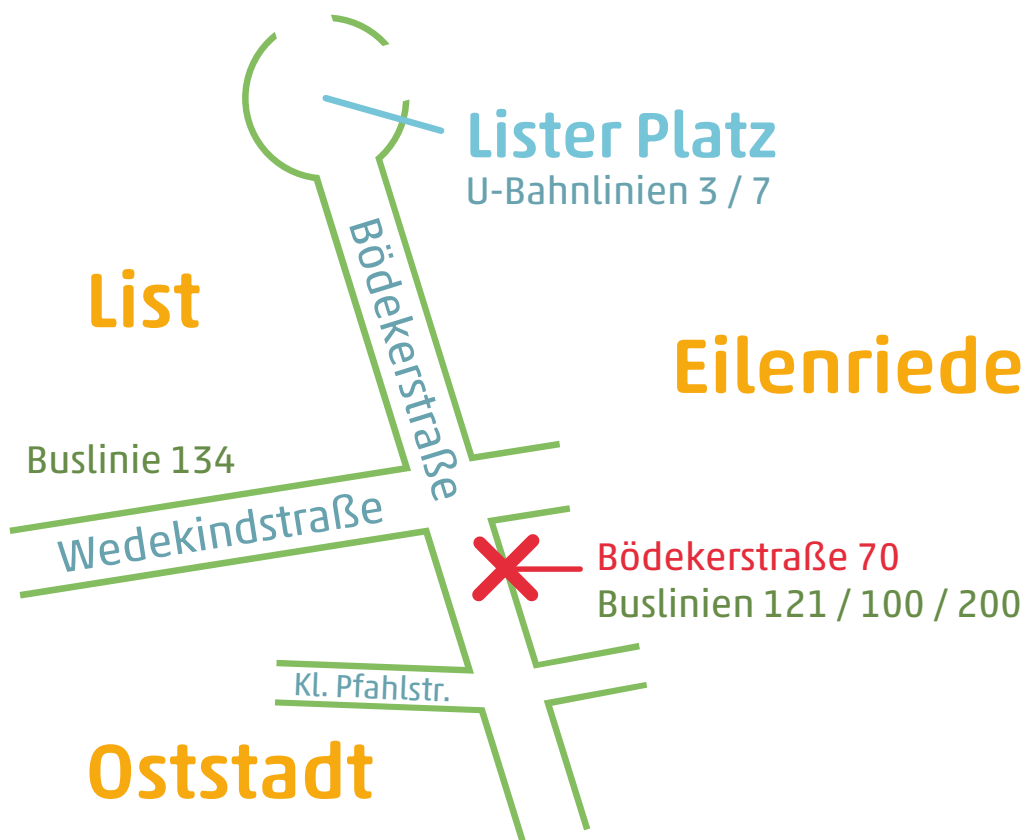 Lister Platz
U-Bahnlinien 3 / 7
Bödekerstraße
List
Eilenriede
Buslinie 134
Wedekindstraße
Bödekerstraße 70
Buslinien 121 / 100 / 200
Kl. Pfahlstr.
Oststadt